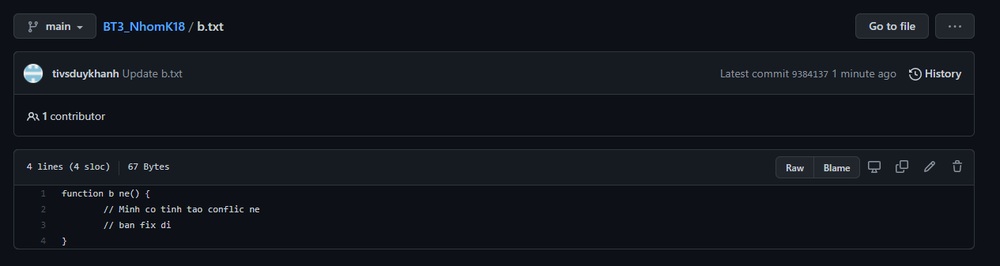 main BT3_NhomK18 / b.txt Go to file ...
tivsduykhanh Update b.txt Latest commit 9384137 1 minute ago History
1 contributor
4 lines (4 sloc) 67 Bytes Raw Blame
1 function b ne() {
2 // Minh co tinh tao conflic ne
3 // ban fix di
4 }